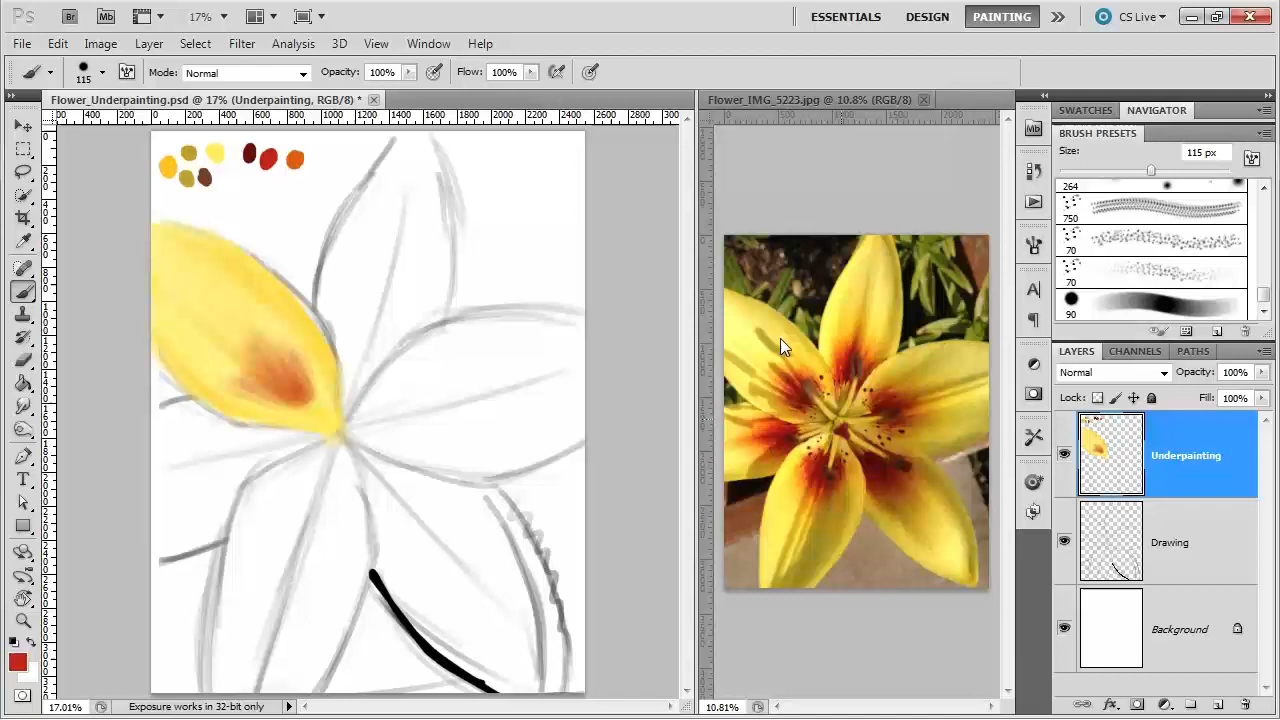 Ps Br Mb 17% ESSENTIALS DESIGN PAINTING CS Live
File Edit Image Layer Select Filter Analysis 3D View Window Help
115 Mode: Normal Opacity: 100% Flow: 100%
Flower_Underpainting.psd @ 17% (Underpainting, RGB/8) *
Flower_IMG_5223.jpg @ 10.8% (RGB/8)
SWATCHES NAVIGATOR
BRUSH PRESETS
Size: 115 px
264
750
70
70
90
LAYERS CHANNELS PATHS
Normal Opacity: 100%
Lock: Fill: 100%
Underpainting
Drawing
Background
17.01% Exposure works in 32-bit only
10.81%